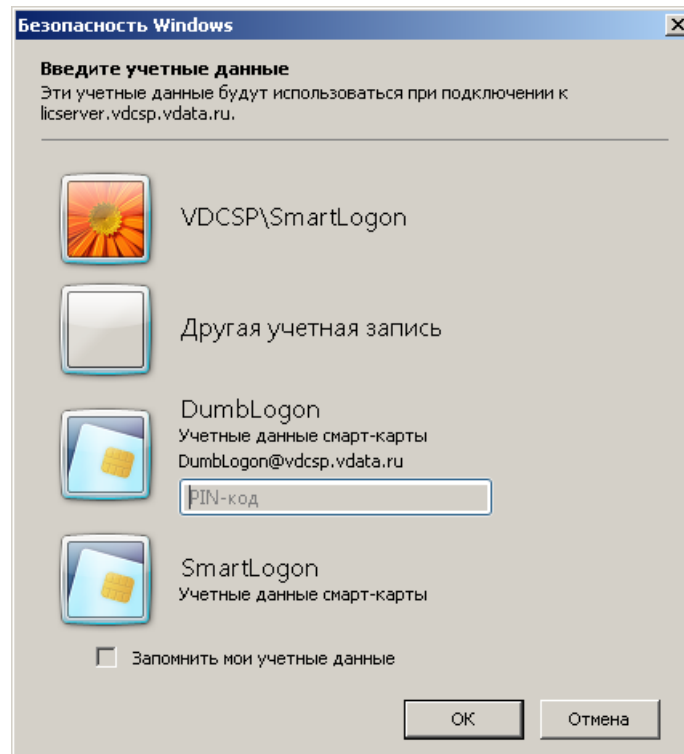 Безопасность Windows
Введите учетные данные
Эти учетные данные будут использоваться при подключении к
licserver.vdcsp.vdata.ru.
VDCSP\SmartLogon
Другая учетная запись
DumbLogon
Учетные данные смарт-карты
DumbLogon@vdcsp.vdata.ru
PIN-код
SmartLogon
Учетные данные смарт-карты
Запомнить мои учетные данные
ОК
Отмена